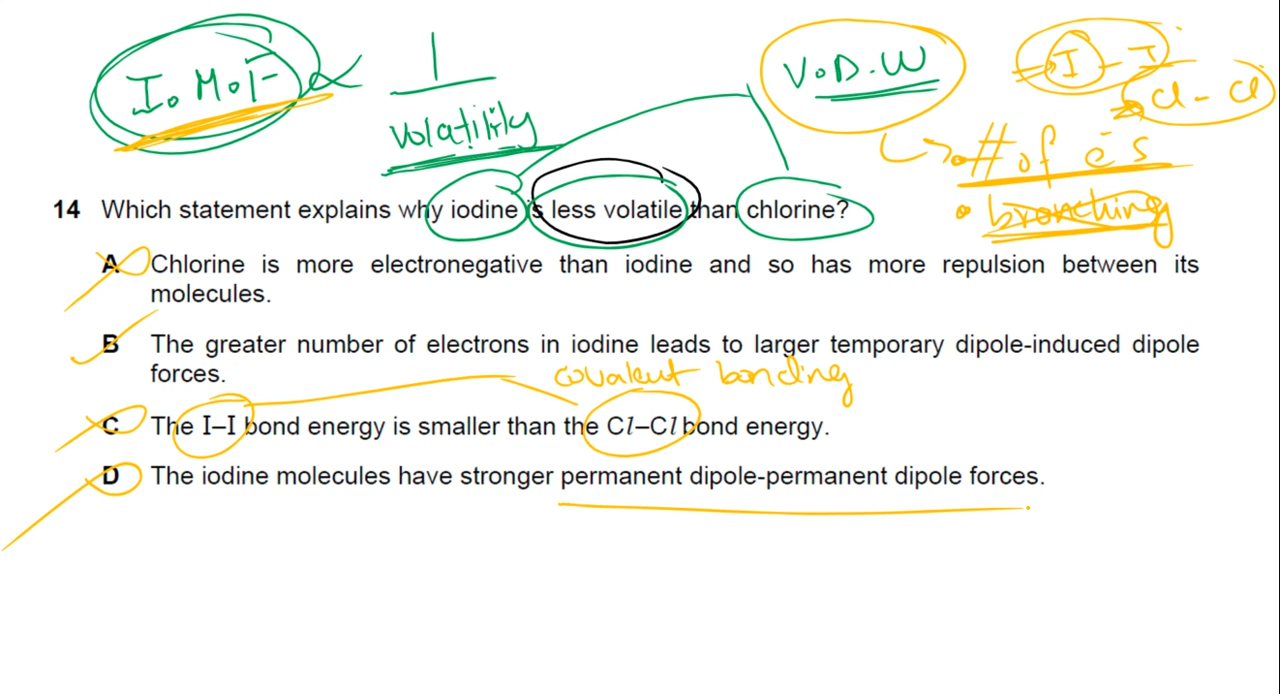 I.M.o.F ∝ 1
volatility
V.D.W
I - I
Cl - Cl
# of e̅s
branching
14 Which statement explains why iodine is less volatile than chlorine?
A Chlorine is more electronegative than iodine and so has more repulsion between its
molecules.
B The greater number of electrons in iodine leads to larger temporary dipole-induced dipole
forces.
covalent bonding
C The I–I bond energy is smaller than the Cl–Cl bond energy.
D The iodine molecules have stronger permanent dipole-permanent dipole forces.